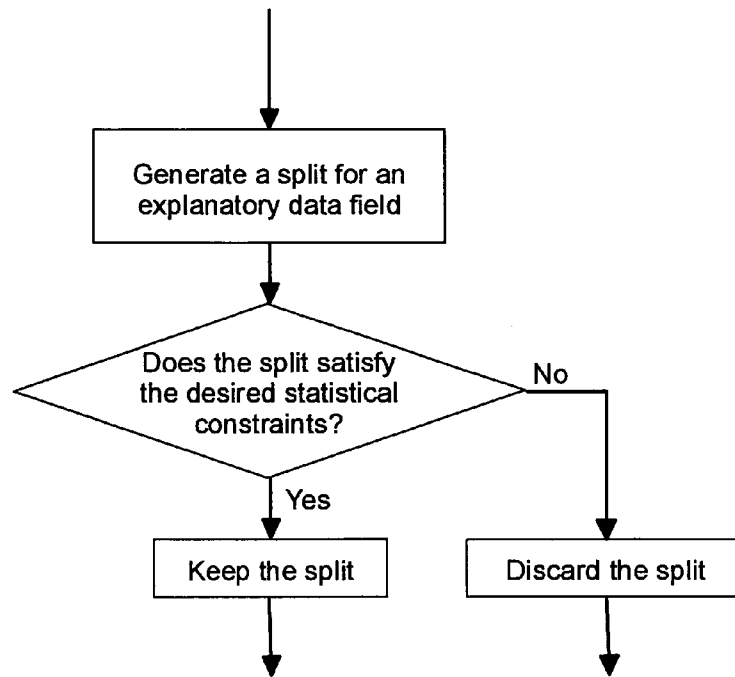 Generate a split for an
explanatory data field
Does the split satisfy
the desired statistical
constraints?
No
Yes
Keep the split
Discard the split